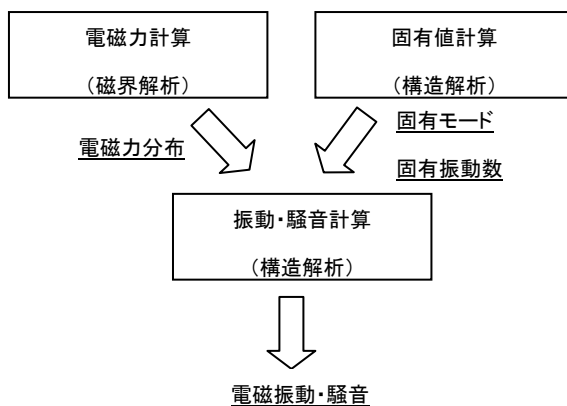 電磁力計算
（磁界解析）
固有値計算
（構造解析）
電磁力分布
固有モード
固有振動数
振動・騒音計算
（構造解析）
電磁振動・騒音